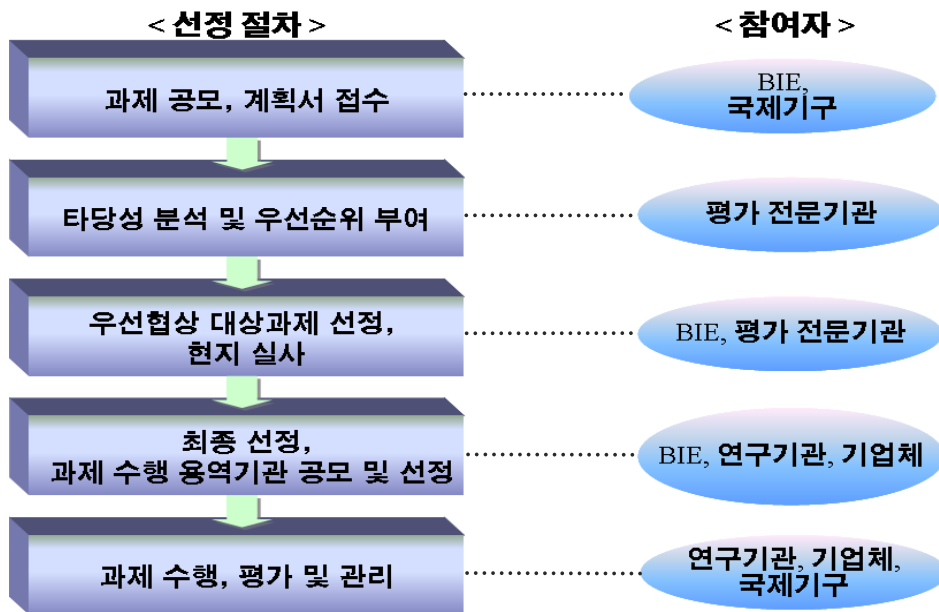 < 선정 절차 >
< 참여자 >
과제 공모, 계획서 접수
BIE,
국제기구
타당성 분석 및 우선순위 부여
평가 전문기관
우선협상 대상과제 선정,
현지 실사
BIE, 평가 전문기관
최종 선정,
과제 수행 용역기관 공모 및 선정
BIE, 연구기관, 기업체
과제 수행, 평가 및 관리
연구기관, 기업체,
국제기구